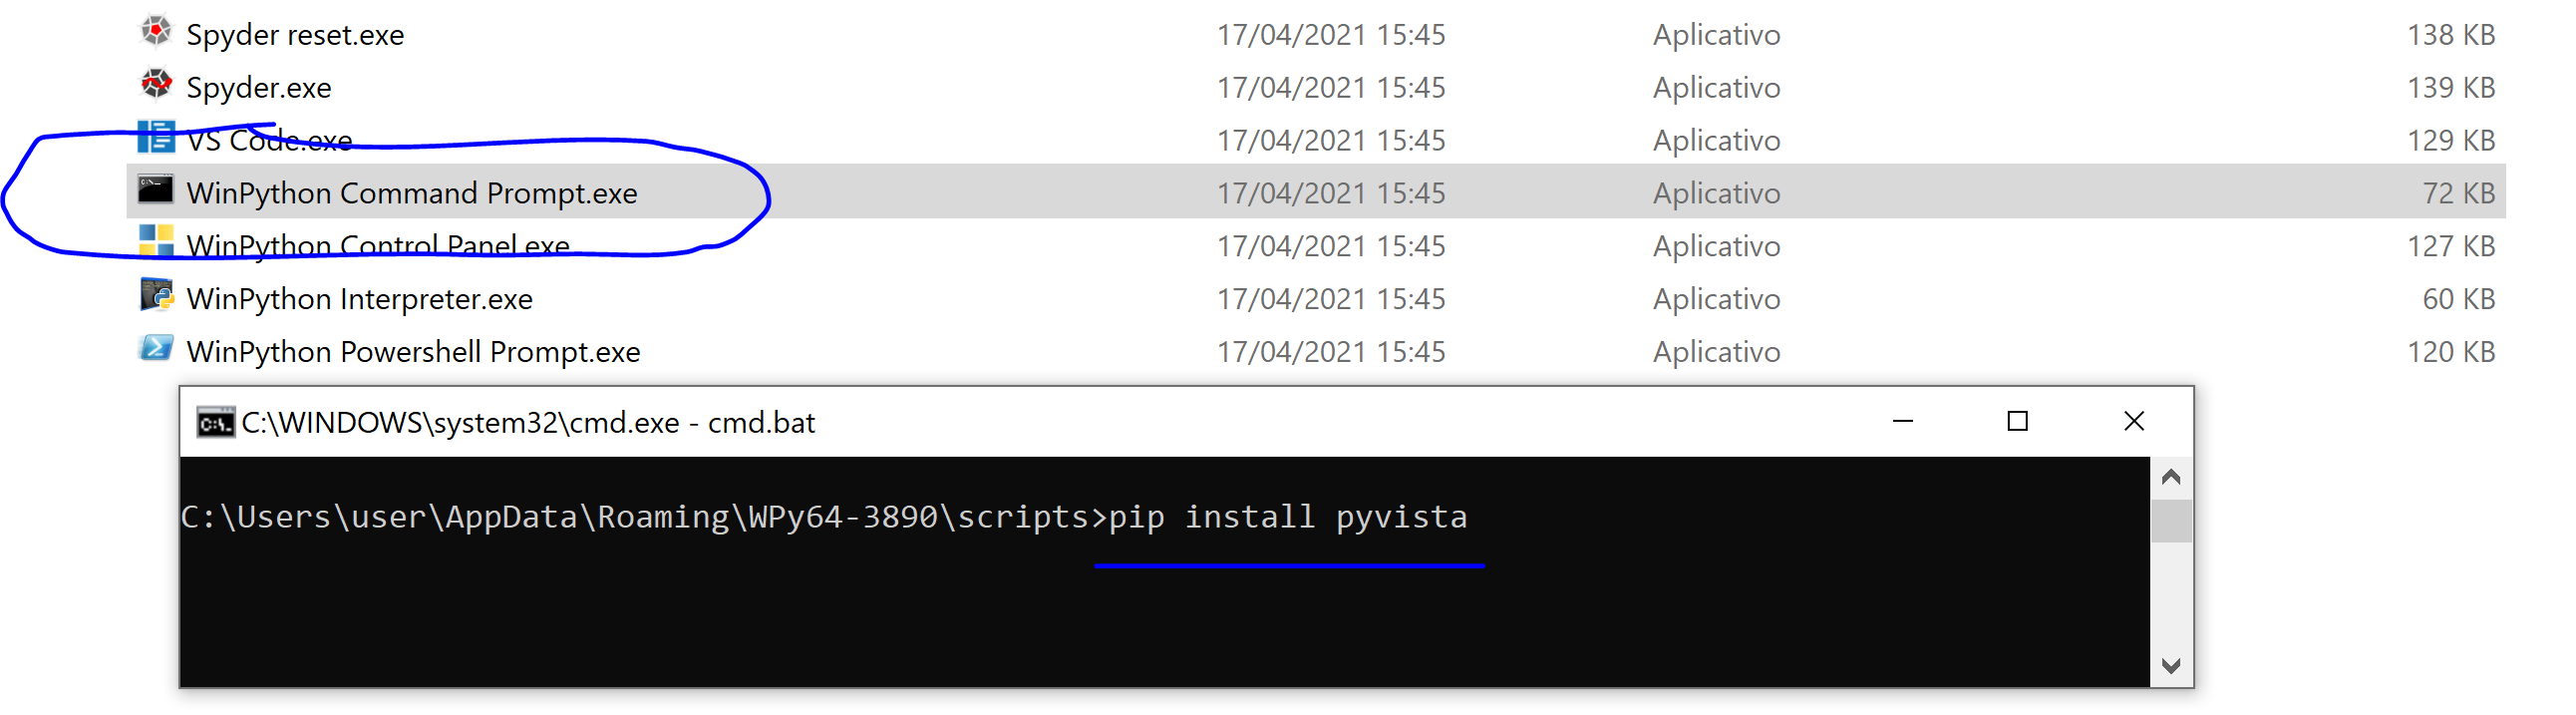 Spyder reset.exe 17/04/2021 15:45 Aplicativo 138 KB
Spyder.exe 17/04/2021 15:45 Aplicativo 139 KB
VS Code.exe 17/04/2021 15:45 Aplicativo 129 KB
WinPython Command Prompt.exe 17/04/2021 15:45 Aplicativo 72 KB
WinPython Control Panel.exe 17/04/2021 15:45 Aplicativo 127 KB
WinPython Interpreter.exe 17/04/2021 15:45 Aplicativo 60 KB
WinPython Powershell Prompt.exe 17/04/2021 15:45 Aplicativo 120 KB
C:\WINDOWS\system32\cmd.exe - cmd.bat
C:\Users\user\AppData\Roaming\WPy64-3890\scripts>pip install pyvista